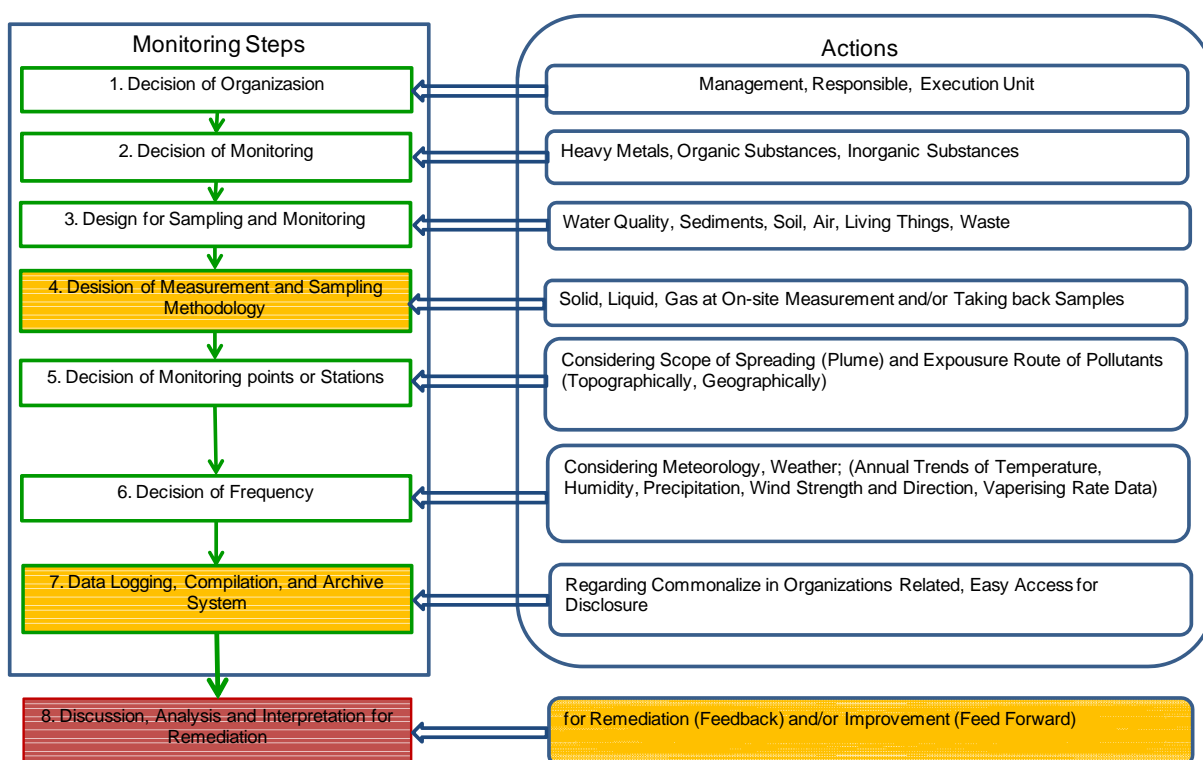 Monitoring Steps
Actions
1. Decision of Organizasion
Management, Responsible, Execution Unit
2. Decision of Monitoring
Heavy Metals, Organic Substances, Inorganic Substances
3. Design for Sampling and Monitoring
Water Quality, Sediments, Soil, Air, Living Things, Waste
4. Desision of Measurement and Sampling
Methodology
Solid, Liquid, Gas at On-site Measurement and/or Taking back Samples
5. Decision of Monitoring points or Stations
Considering Scope of Spreading (Plume) and Expousure Route of Pollutants
(Topographically, Geographically)
6. Decision of Frequency
Considering Meteorology, Weather; (Annual Trends of Temperature,
Humidity, Precipitation, Wind Strength and Direction, Vaperising Rate Data)
7. Data Logging, Compilation, and Archive
System
Regarding Commonalize in Organizations Related, Easy Access for
Disclosure
8. Discussion, Analysis and Interpretation for
Remediation
for Remediation (Feedback) and/or Improvement (Feed Forward)